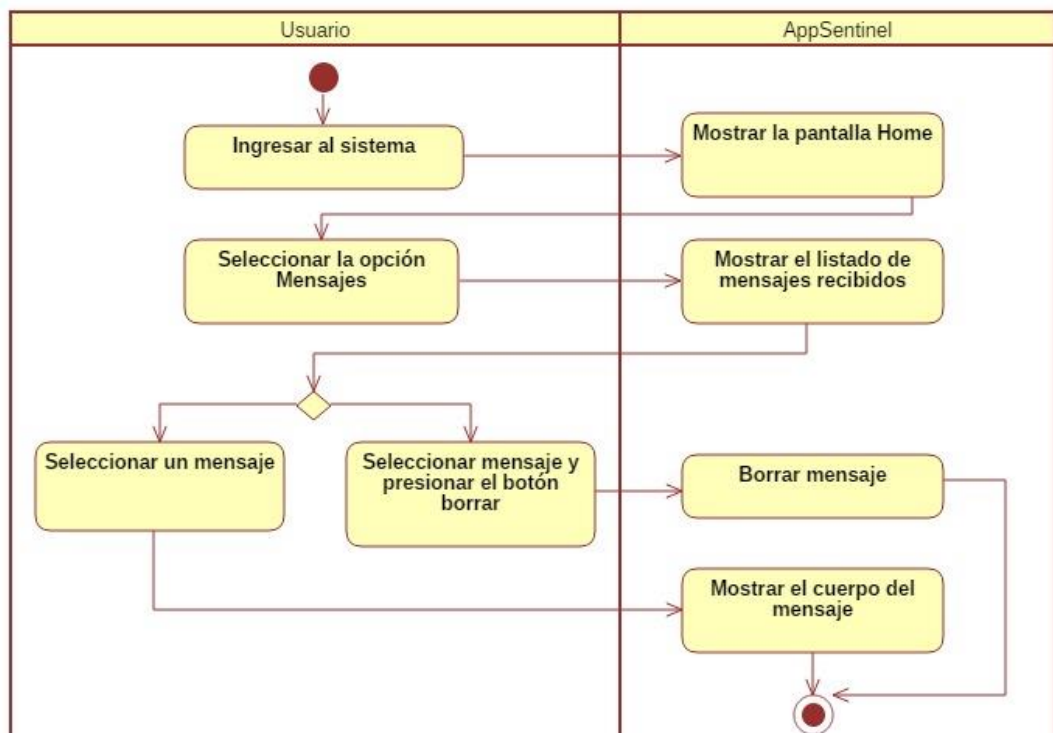 Usuario
AppSentinel
Ingresar al sistema
Mostrar la pantalla Home
Seleccionar la opción
Mensajes
Mostrar el listado de
mensajes recibidos
Seleccionar un mensaje
Seleccionar mensaje y
presionar el botón
borrar
Borrar mensaje
Mostrar el cuerpo del
mensaje